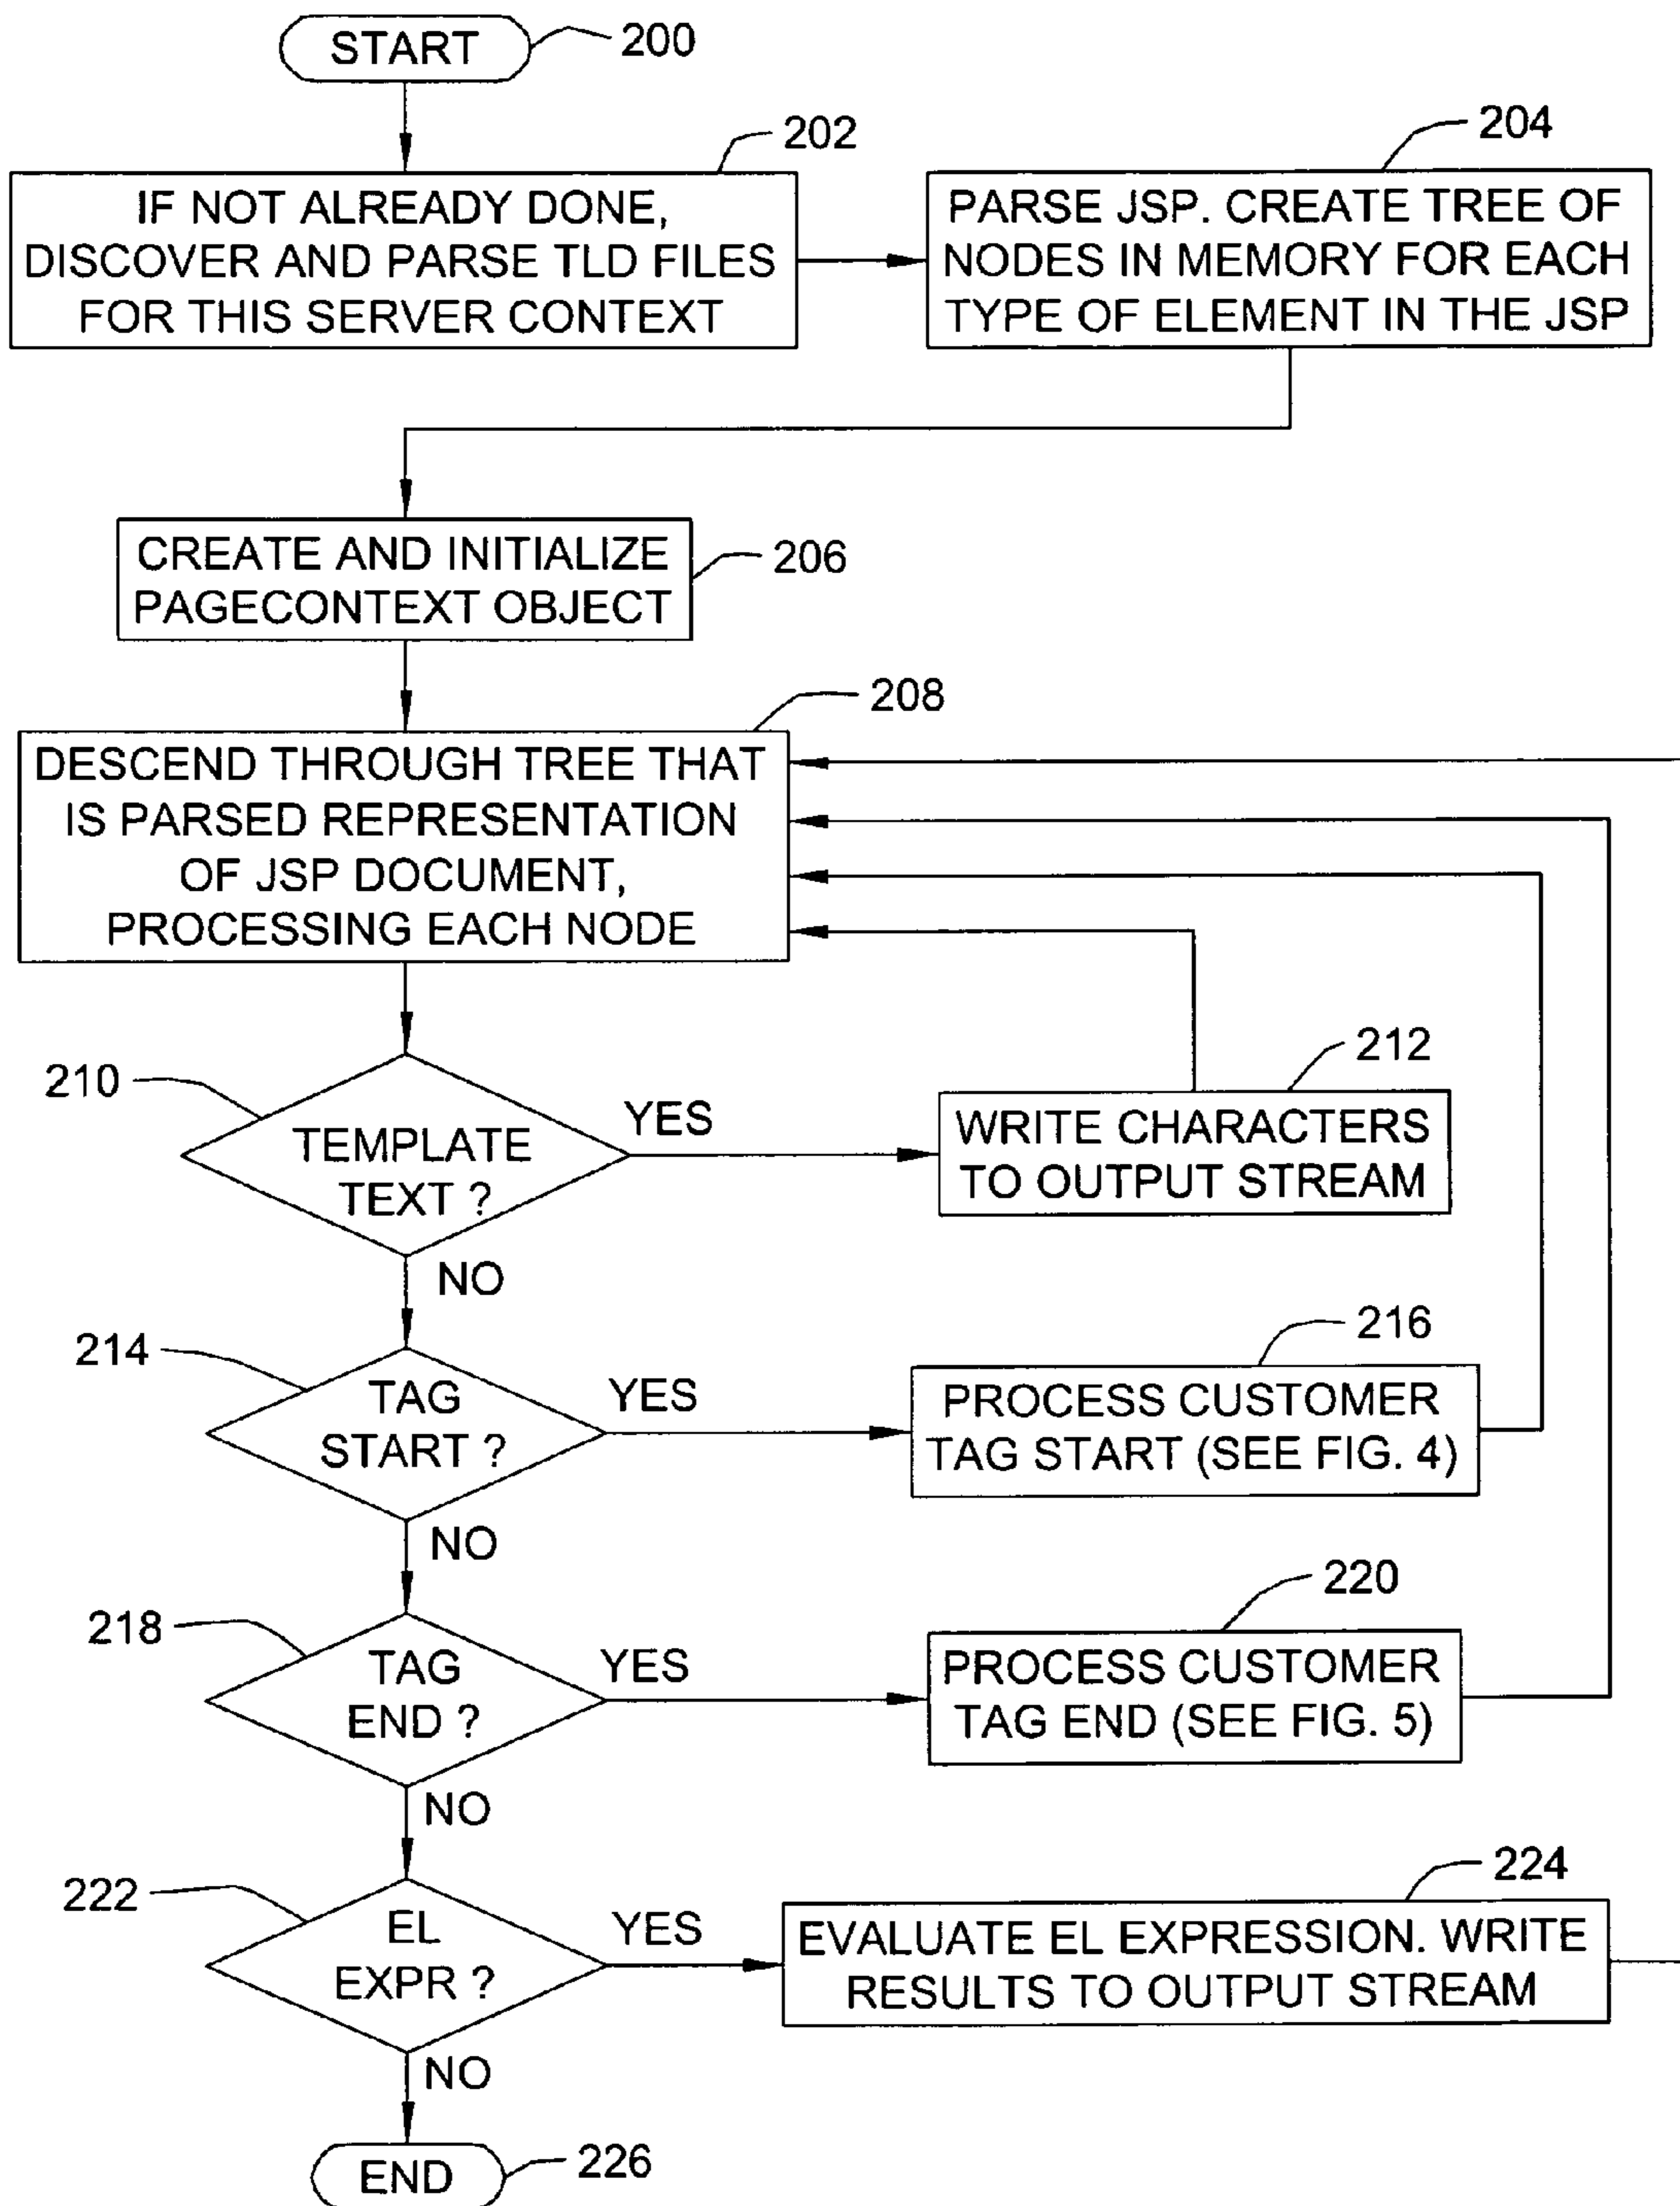 START
200
202
IF NOT ALREADY DONE,
DISCOVER AND PARSE TLD FILES
FOR THIS SERVER CONTEXT
204
PARSE JSP. CREATE TREE OF
NODES IN MEMORY FOR EACH
TYPE OF ELEMENT IN THE JSP
CREATE AND INITIALIZE
PAGECONTEXT OBJECT
206
208
DESCEND THROUGH TREE THAT
IS PARSED REPRESENTATION
OF JSP DOCUMENT,
PROCESSING EACH NODE
210
TEMPLATE
TEXT ?
YES
NO
212
WRITE CHARACTERS
TO OUTPUT STREAM
214
TAG
START ?
YES
NO
216
PROCESS CUSTOMER
TAG START (SEE FIG. 4)
218
TAG
END ?
YES
NO
220
PROCESS CUSTOMER
TAG END (SEE FIG. 5)
222
EL
EXPR ?
YES
NO
224
EVALUATE EL EXPRESSION. WRITE
RESULTS TO OUTPUT STREAM
END
226